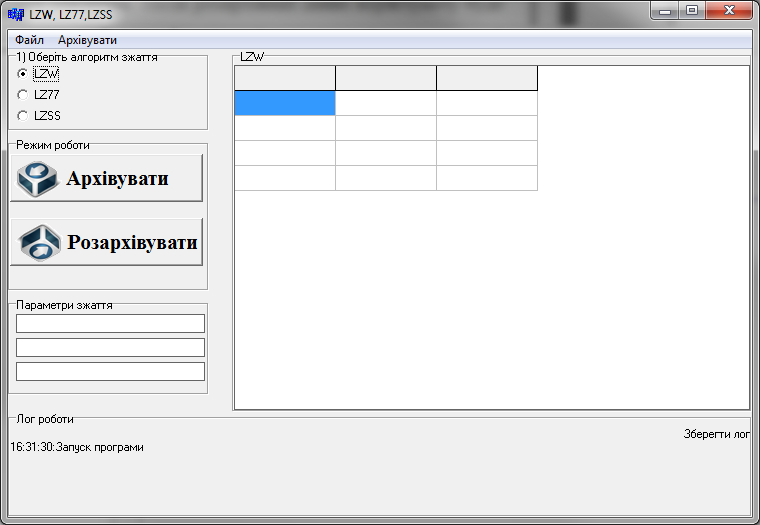 LZW, LZ77,LZSS
Файл Архівувати
1) Оберіть алгоритм зжаття
LZW
LZ77
LZSS
LZW
Режим роботи
Архівувати
Розархівувати
Параметри зжаття
Лог роботи
Зберегти лог
16:31:30:Запуск програми